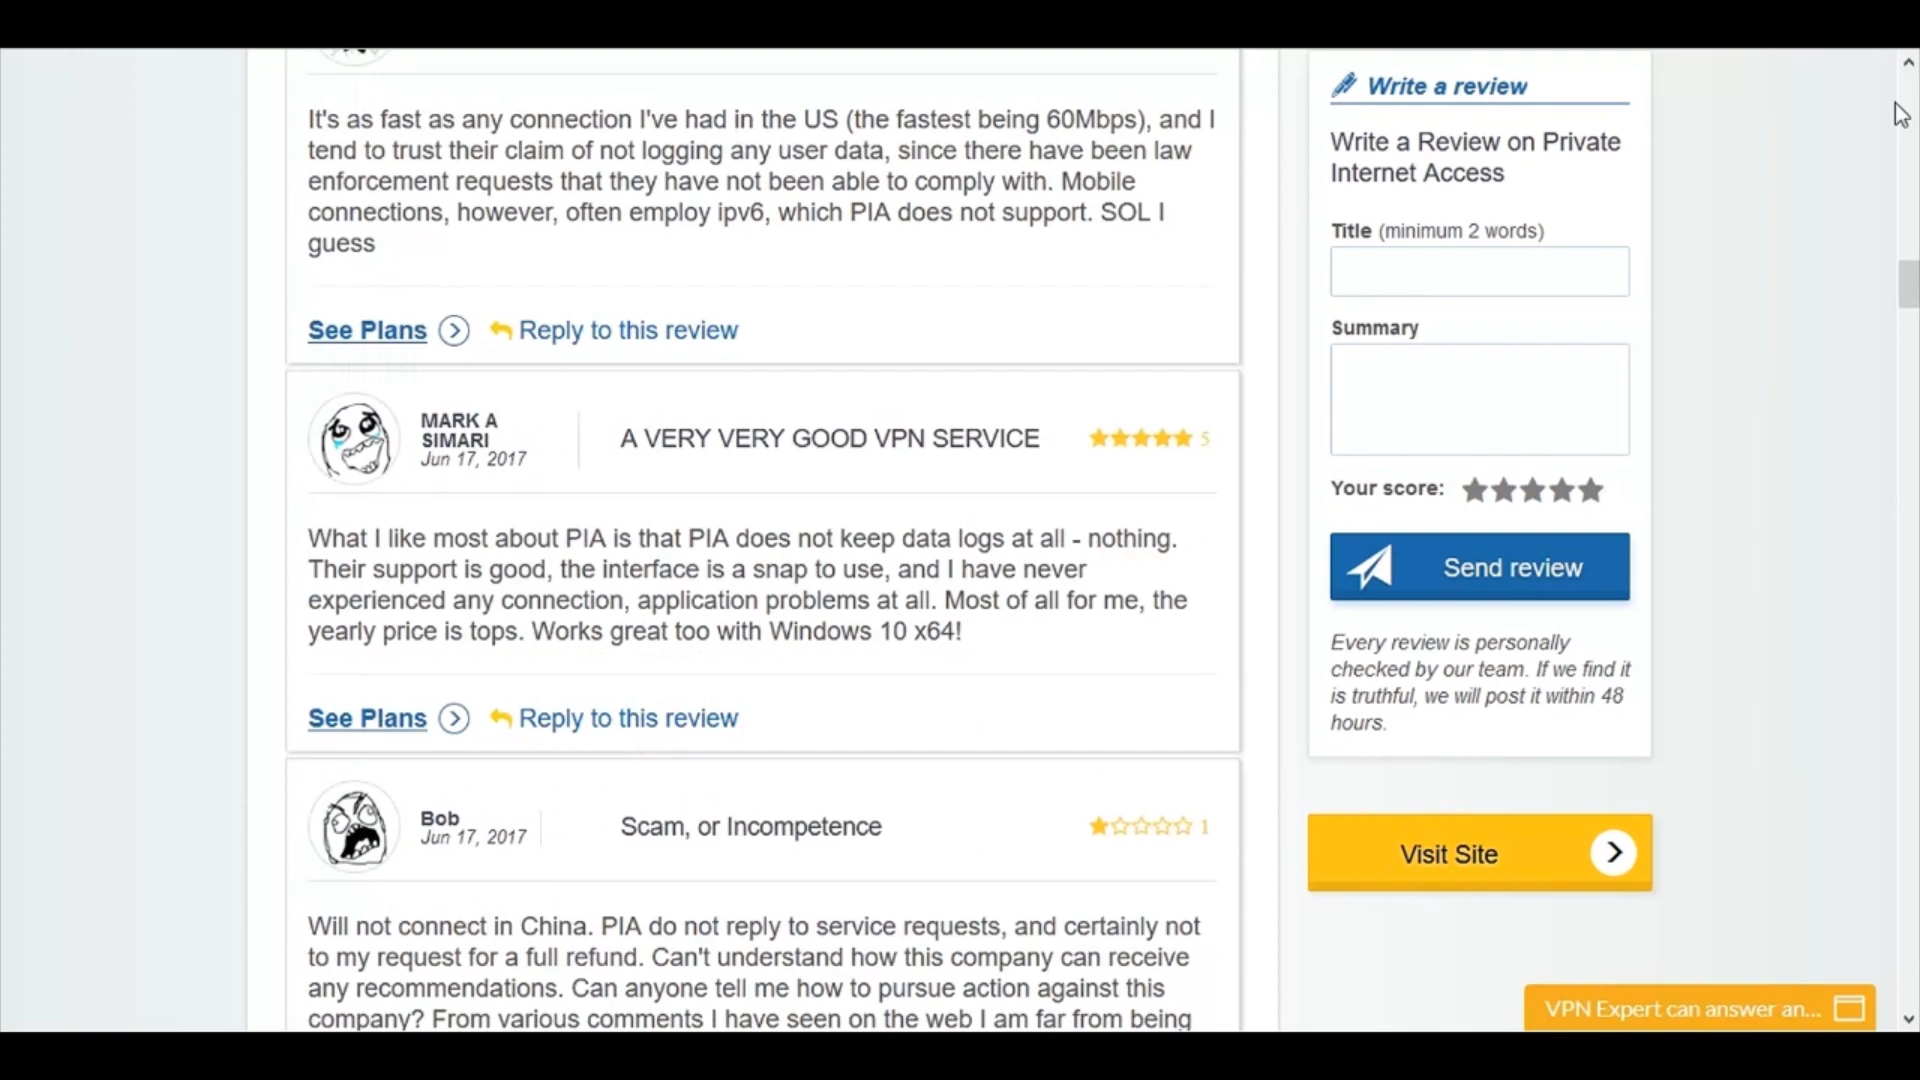 It's as fast as any connection I've had in the US (the fastest being 60Mbps), and I
tend to trust their claim of not logging any user data, since there have been law
enforcement requests that they have not been able to comply with. Mobile
connections, however, often employ ipv6, which PIA does not support. SOL I
guess
See Plans
Reply to this review
MARK A
SIMARI
Jun 17, 2017
A VERY VERY GOOD VPN SERVICE
5
What I like most about PIA is that PIA does not keep data logs at all - nothing.
Their support is good, the interface is a snap to use, and I have never
experienced any connection, application problems at all. Most of all for me, the
yearly price is tops. Works great too with Windows 10 x64!
See Plans
Reply to this review
Bob
Jun 17, 2017
Scam, or Incompetence
1
Will not connect in China. PIA do not reply to service requests, and certainly not
to my request for a full refund. Can't understand how this company can receive
any recommendations. Can anyone tell me how to pursue action against this
company? From various comments I have seen on the web I am far from being
Write a review
Write a Review on Private
Internet Access
Title (minimum 2 words)
Summary
Your score:
Send review
Every review is personally
checked by our team. If we find it
is truthful, we will post it within 48
hours.
Visit Site
VPN Expert can answer an...